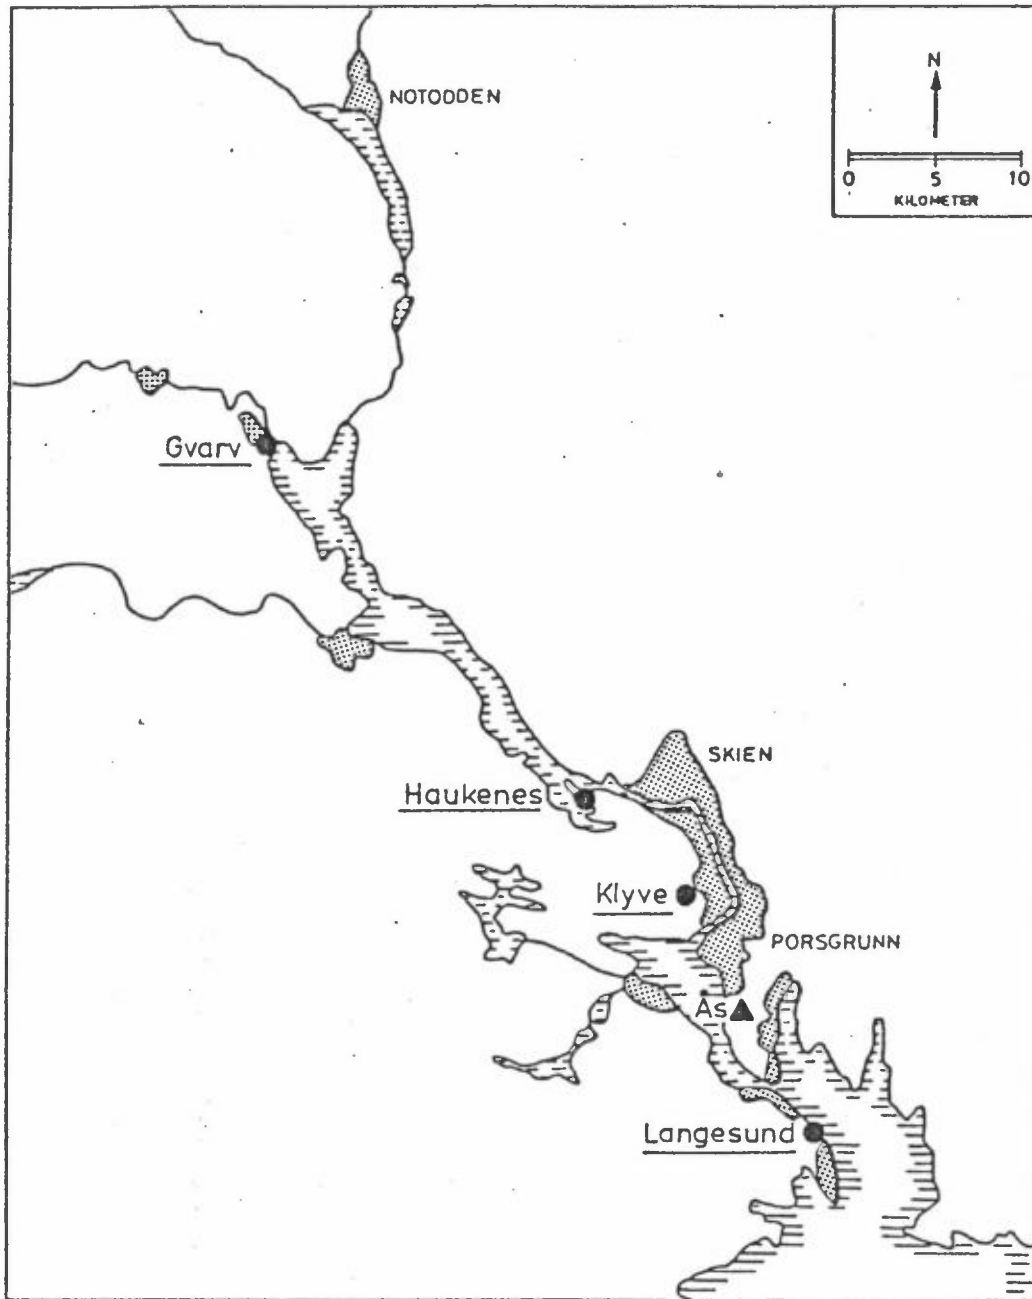 NOTODDEN
N
0 5 10
KILOMETER
Gvarv
SKIEN
Haukenes
Klyve
PORSGRUNN
Ås
Langesund